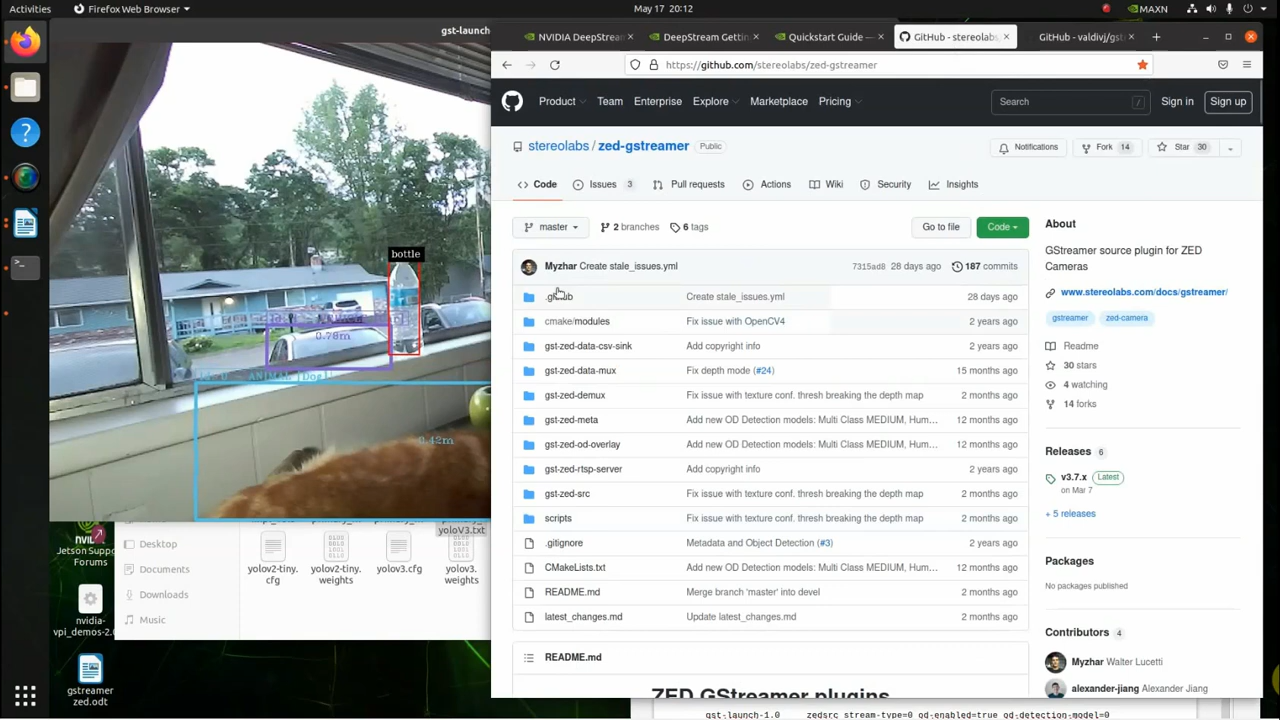 Activities
Firefox Web Browser
May 17 20:12
MAXN
gst-launch
NVIDIA DeepStream
DeepStream Getti
Quickstart Guide —
GitHub - stereolabs
GitHub - valdivj/gst
https://github.com/stereolabs/zed-gstreamer
Product
Team
Enterprise
Explore
Marketplace
Pricing
Search
/
Sign in
Sign up
stereolabs / zed-gstreamer
Public
Notifications
Fork 14
Star 30
Code
Issues 3
Pull requests
Actions
Wiki
Security
Insights
master
2 branches
6 tags
Go to file
Code
Myzhar Create stale_issues.yml
7315ad8 28 days ago
187 commits
.github
Create stale_issues.yml
28 days ago
cmake/modules
Fix issue with OpenCV4
2 years ago
gst-zed-data-csv-sink
Add copyright info
2 years ago
gst-zed-data-mux
Fix depth mode (#24)
15 months ago
gst-zed-demux
Fix issue with texture conf. thresh breaking the depth map
2 months ago
gst-zed-meta
Add new OD Detection models: Multi Class MEDIUM, Hum…
12 months ago
gst-zed-od-overlay
Add new OD Detection models: Multi Class MEDIUM, Hum…
12 months ago
gst-zed-rtsp-server
Add copyright info
2 years ago
gst-zed-src
Fix issue with texture conf. thresh breaking the depth map
2 months ago
scripts
Fix issue with texture conf. thresh breaking the depth map
2 months ago
.gitignore
Metadata and Object Detection (#3)
2 years ago
CMakeLists.txt
Add new OD Detection models: Multi Class MEDIUM, Hum…
12 months ago
README.md
Merge branch 'master' into devel
2 months ago
latest_changes.md
Update latest_changes.md
2 months ago
README.md
ZED GStreamer plugins
About
GStreamer source plugin for ZED
Cameras
www.stereolabs.com/docs/gstreamer/
gstreamer
zed-camera
Readme
30 stars
4 watching
14 forks
Releases 6
v3.7.x
Latest
on Mar 7
+ 5 releases
Packages
No packages published
Contributors 4
Myzhar Walter Lucetti
alexander-jiang Alexander Jiang
bottle
0.78m
ANIMAL [Dog]
0.42m
yoloV3.txt
Jetson Suppo
Forums
Desktop
Documents
Downloads
Music
yolov2-tiny.
cfg
yolov2-tiny.
weights
yolov3.cfg
yolov3.
weights
nvidia-
vpi_demos-2.0
gstreamer
zed.odt
gst-launch-1.0 zedsrc stream-type=0 od-enabled=true od-detection-model=0